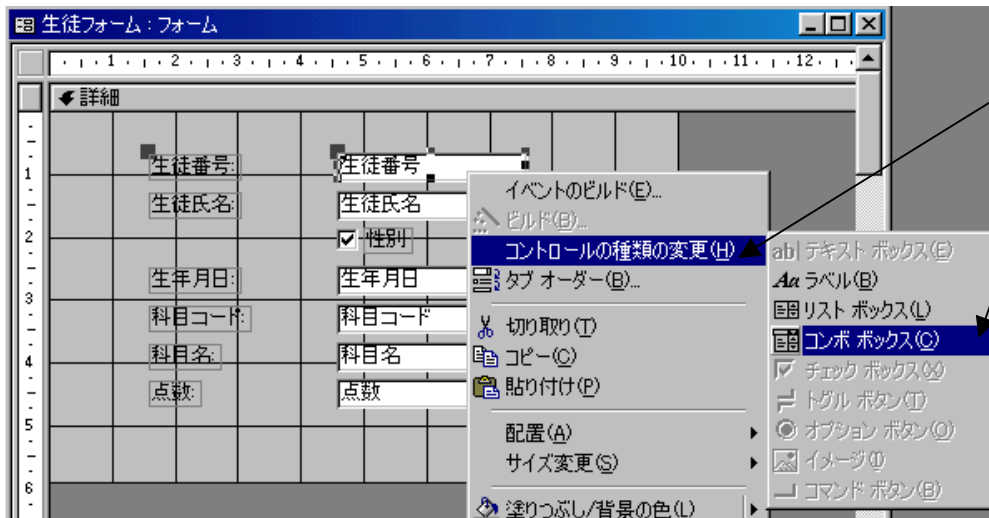 生徒フォーム : フォーム
1 2 3 4 5 6 7 8 9 10 11 12
詳細
生徒番号: 生徒番号
生徒氏名: 生徒氏名
性別
生年月日: 生年月日
科目コード: 科目コード
科目名: 科目名
点数: 点数
1
2
3
4
5
6
イベントのビルド(E)...
ビルド(B)...
コントロールの種類の変更(H)
タブ オーダー(B)...
切り取り(T)
コピー(C)
貼り付け(P)
配置(A)
サイズ変更(S)
塗りつぶし/背景の色(L)
ab| テキスト ボックス(E)
Aa ラベル(B)
リスト ボックス(L)
コンボ ボックス(C)
チェック ボックス(X)
トグル ボタン(T)
オプション ボタン(O)
イメージ(I)
コマンド ボタン(B)